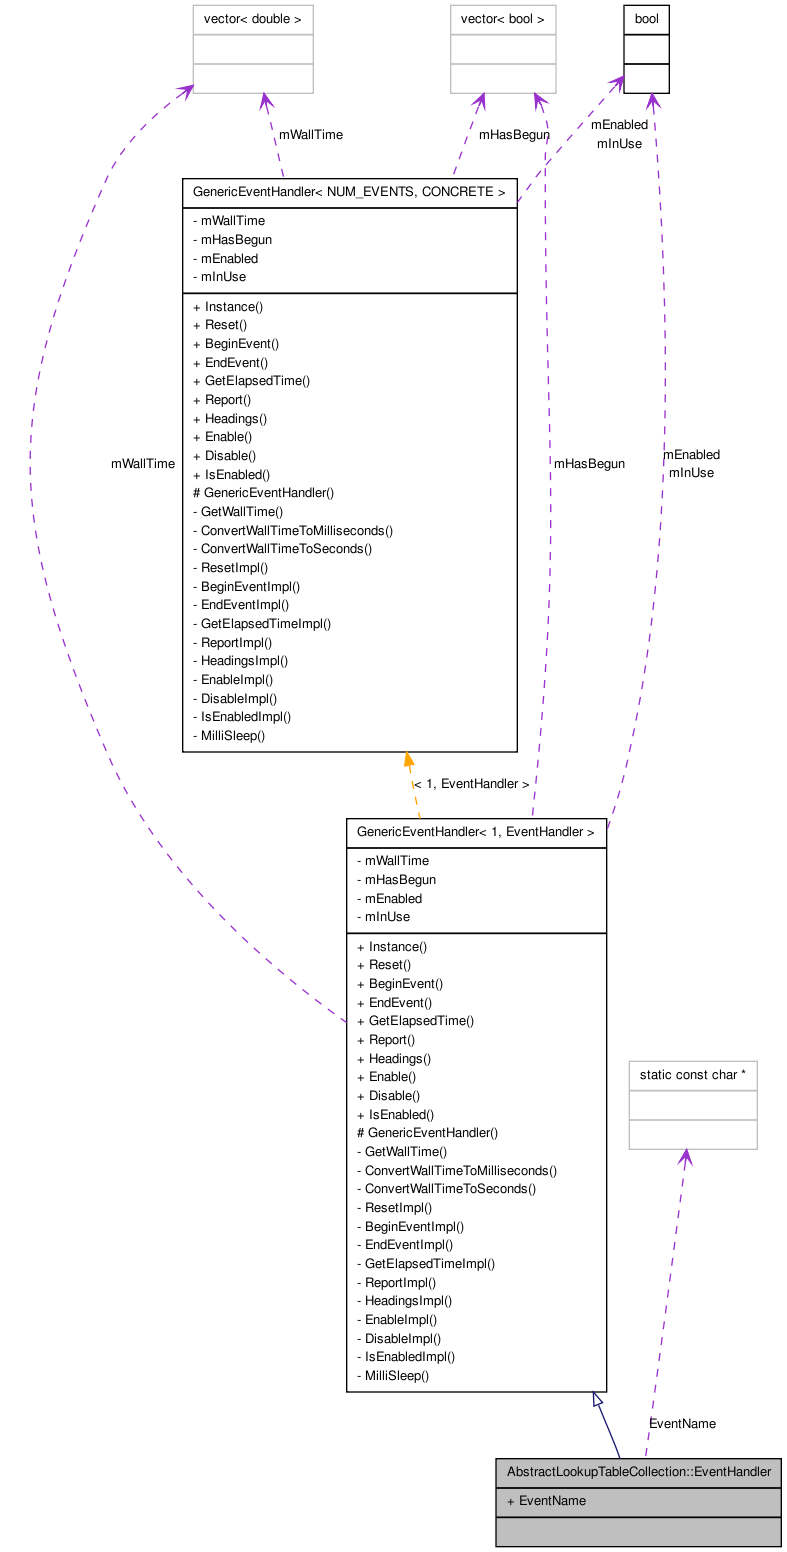 vector< double >
vector< bool >
bool
mWallTime
mHasBegun
mEnabled
mInUse
GenericEventHandler< NUM_EVENTS, CONCRETE >
- mWallTime
- mHasBegun
- mEnabled
- mInUse
+ Instance()
+ Reset()
+ BeginEvent()
+ EndEvent()
+ GetElapsedTime()
+ Report()
+ Headings()
+ Enable()
+ Disable()
+ IsEnabled()
# GenericEventHandler()
- GetWallTime()
- ConvertWallTimeToMilliseconds()
- ConvertWallTimeToSeconds()
- ResetImpl()
- BeginEventImpl()
- EndEventImpl()
- GetElapsedTimeImpl()
- ReportImpl()
- HeadingsImpl()
- EnableImpl()
- DisableImpl()
- IsEnabledImpl()
- MilliSleep()
mWallTime
mHasBegun
mEnabled
mInUse
< 1, EventHandler >
GenericEventHandler< 1, EventHandler >
- mWallTime
- mHasBegun
- mEnabled
- mInUse
+ Instance()
+ Reset()
+ BeginEvent()
+ EndEvent()
+ GetElapsedTime()
+ Report()
+ Headings()
+ Enable()
+ Disable()
+ IsEnabled()
# GenericEventHandler()
- GetWallTime()
- ConvertWallTimeToMilliseconds()
- ConvertWallTimeToSeconds()
- ResetImpl()
- BeginEventImpl()
- EndEventImpl()
- GetElapsedTimeImpl()
- ReportImpl()
- HeadingsImpl()
- EnableImpl()
- DisableImpl()
- IsEnabledImpl()
- MilliSleep()
static const char *
EventName
AbstractLookupTableCollection::EventHandler
+ EventName